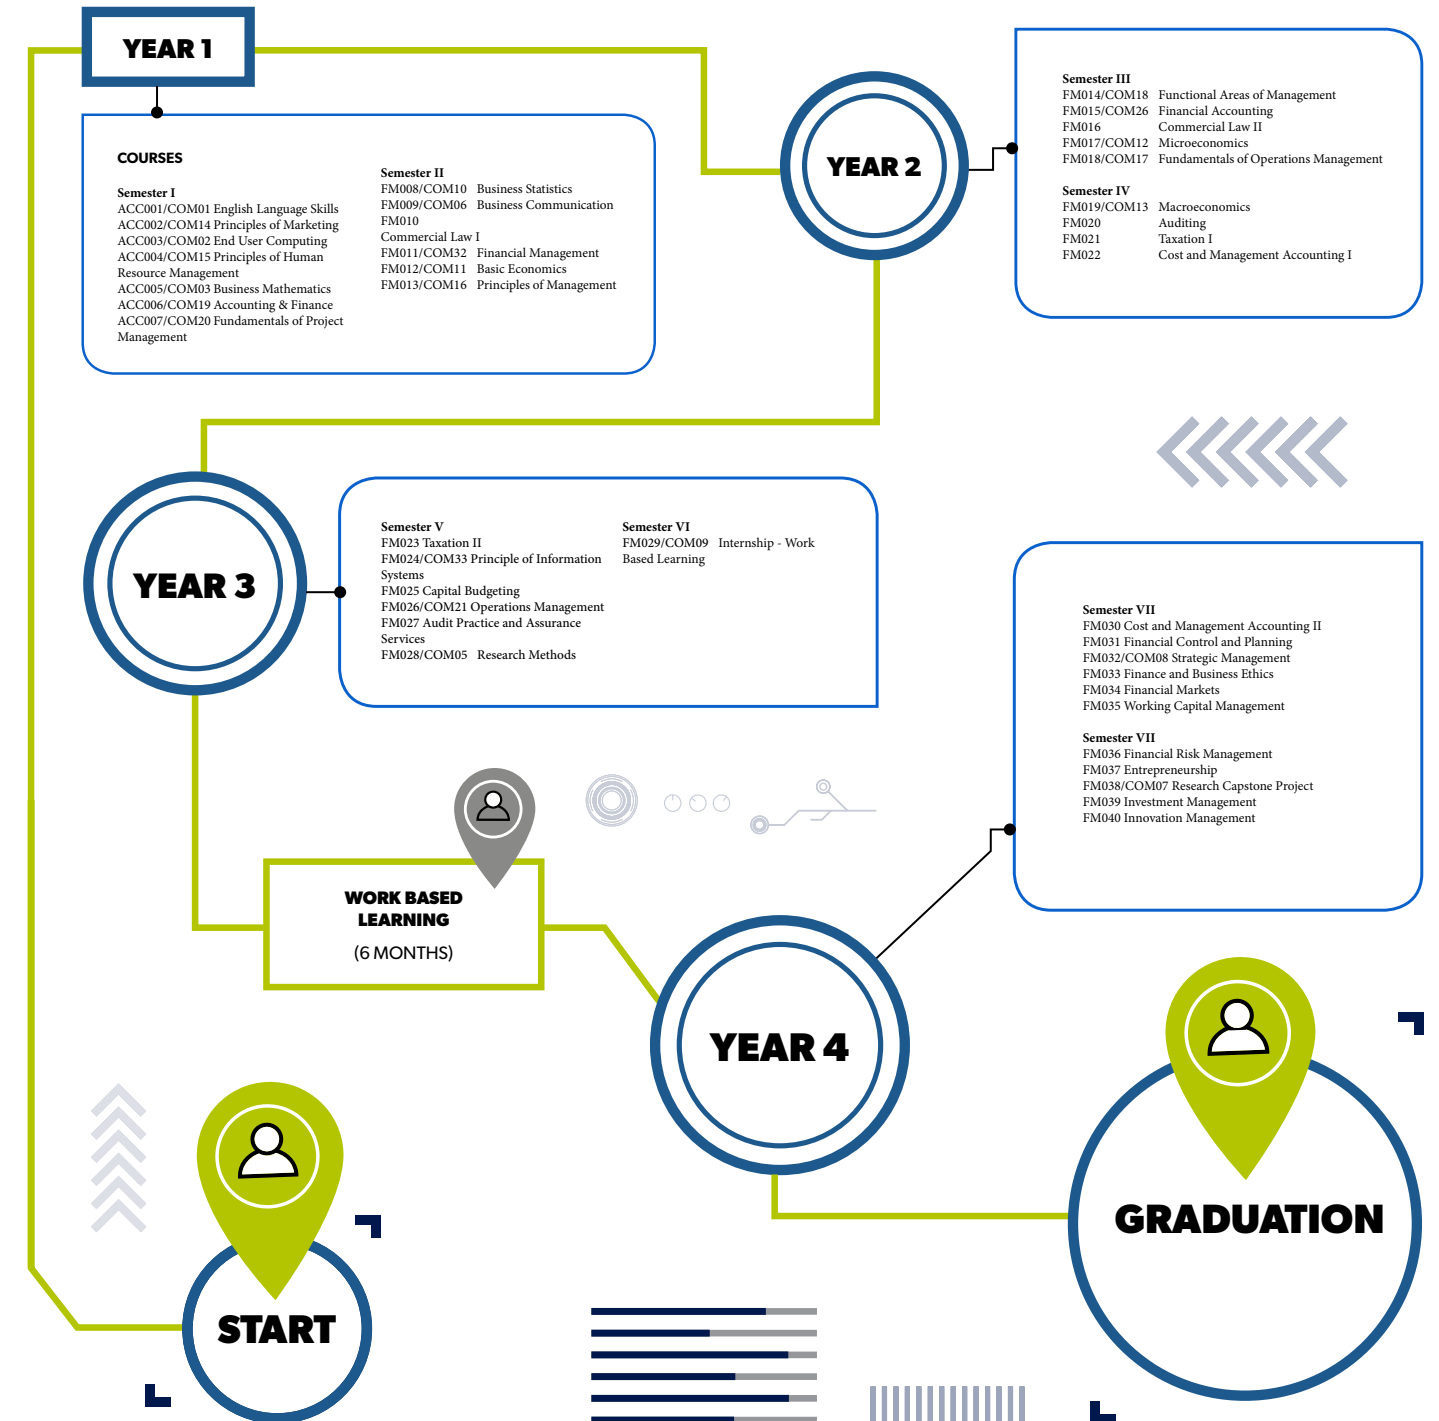 YEAR 1
COURSES
Semester I
ACC001/COM01 English Language Skills
ACC002/COM14 Principles of Marketing
ACC003/COM02 End User Computing
ACC004/COM15 Principles of Human
Resource Management
ACC005/COM03 Business Mathematics
ACC006/COM19 Accounting & Finance
ACC007/COM20 Fundamentals of Project
Management
Semester II
FM008/COM10 Business Statistics
FM009/COM06 Business Communication
FM010
Commercial Law I
FM011/COM32 Financial Management
FM012/COM11 Basic Economics
FM013/COM16 Principles of Management
YEAR 2
Semester III
FM014/COM18 Functional Areas of Management
FM015/COM26 Financial Accounting
FM016 Commercial Law II
FM017/COM12 Microeconomics
FM018/COM17 Fundamentals of Operations Management
Semester IV
FM019/COM13 Macroeconomics
FM020 Auditing
FM021 Taxation I
FM022 Cost and Management Accounting I
YEAR 3
Semester V
FM023 Taxation II
FM024/COM33 Principle of Information
Systems
FM025 Capital Budgeting
FM026/COM21 Operations Management
FM027 Audit Practice and Assurance
Services
FM028/COM05 Research Methods
Semester VI
FM029/COM09 Internship - Work
Based Learning
WORK BASED
LEARNING
(6 MONTHS)
YEAR 4
Semester VII
FM030 Cost and Management Accounting II
FM031 Financial Control and Planning
FM032/COM08 Strategic Management
FM033 Finance and Business Ethics
FM034 Financial Markets
FM035 Working Capital Management
Semester VII
FM036 Financial Risk Management
FM037 Entrepreneurship
FM038/COM07 Research Capstone Project
FM039 Investment Management
FM040 Innovation Management
GRADUATION
START